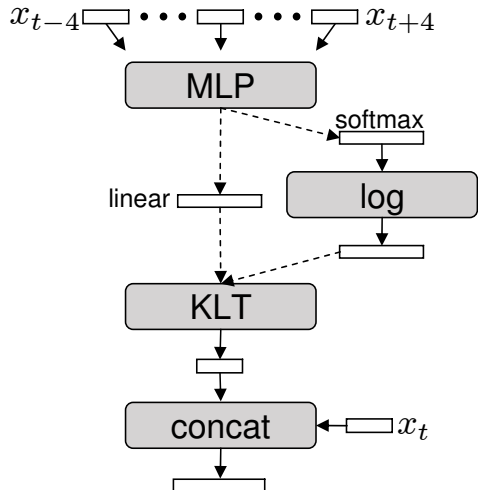 x_{t-4} x_{t+4}
MLP
softmax
linear
log
KLT
concat
x_t